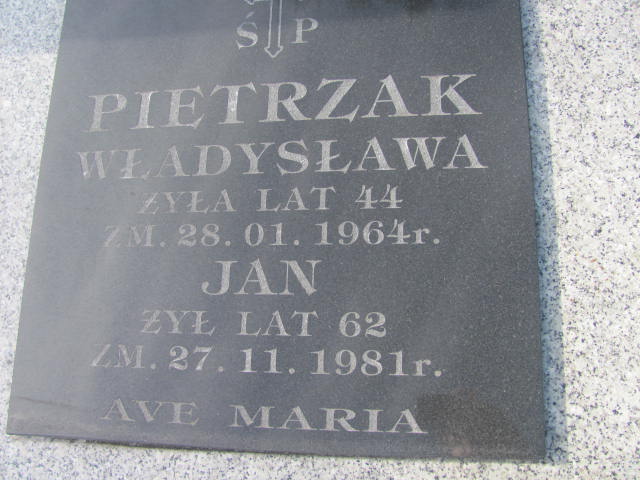 Ś P
PIETRZAK
WŁADYSŁAWA
ŻYŁA LAT 44
ZM. 28. 01. 1964r.
JAN
ŻYŁ LAT 62
ZM. 27. 11. 1981r.
AVE MARIA